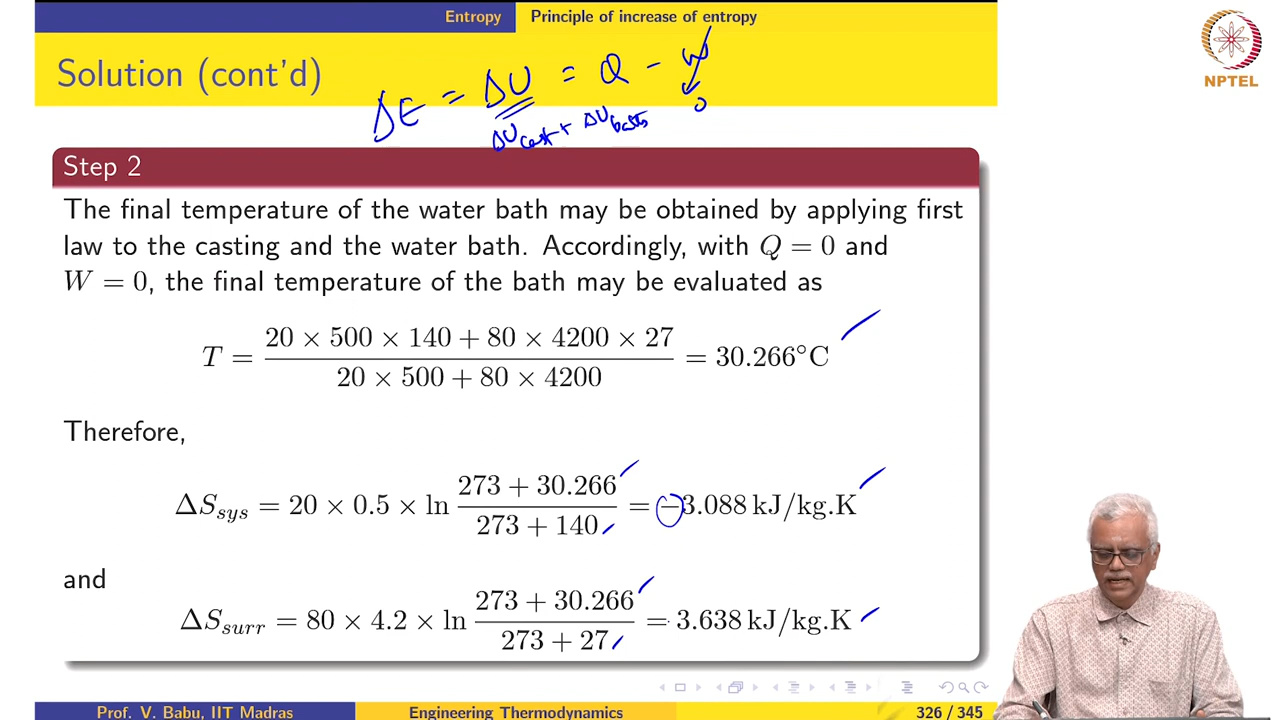 Entropy Principle of increase of entropy
Solution (cont'd)
ΔE = ΔU = Q − W
ΔU_cast + ΔU_bath 0
NPTEL
Step 2
The final temperature of the water bath may be obtained by applying first
law to the casting and the water bath. Accordingly, with Q = 0 and
W = 0, the final temperature of the bath may be evaluated as
T = (20 × 500 × 140 + 80 × 4200 × 27) / (20 × 500 + 80 × 4200) = 30.266°C
Therefore,
ΔS_sys = 20 × 0.5 × ln (273 + 30.266) / (273 + 140) = −3.088 kJ/kg.K
and
ΔS_surr = 80 × 4.2 × ln (273 + 30.266) / (273 + 27) = 3.638 kJ/kg.K
Prof. V. Babu, IIT Madras Engineering Thermodynamics 326 / 345